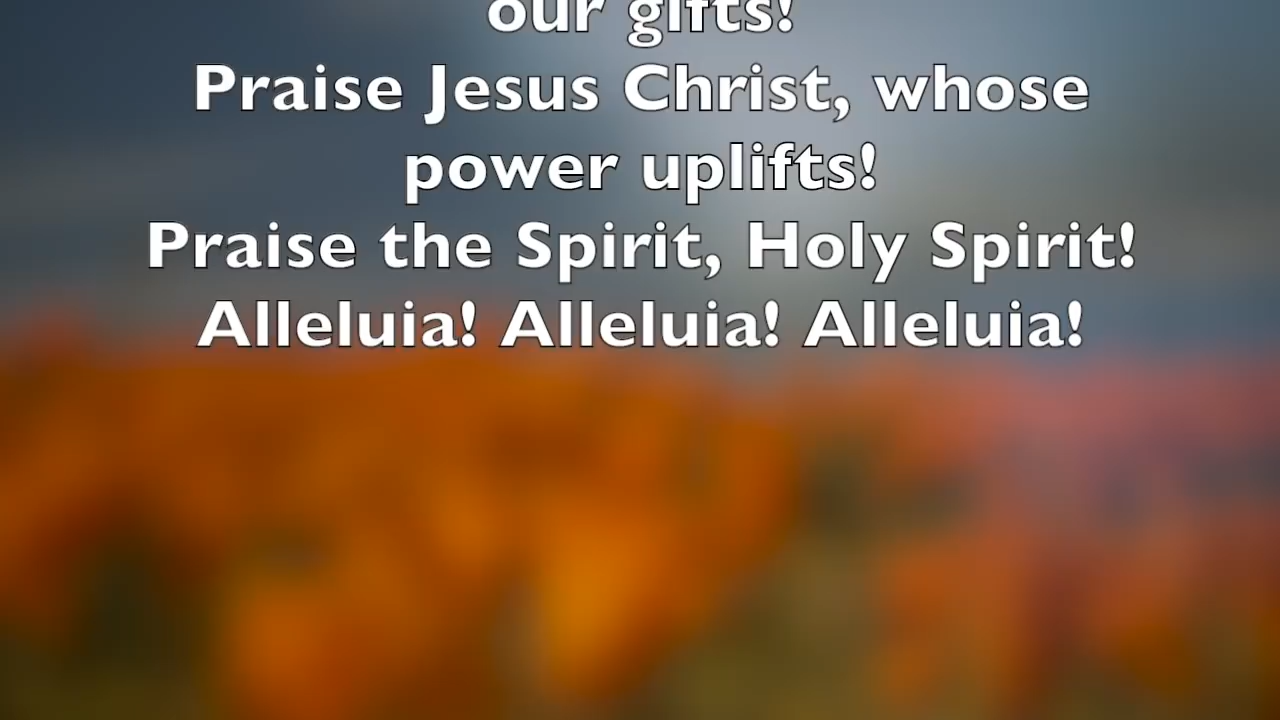 our gifts!
Praise Jesus Christ, whose
power uplifts!
Praise the Spirit, Holy Spirit!
Alleluia! Alleluia! Alleluia!